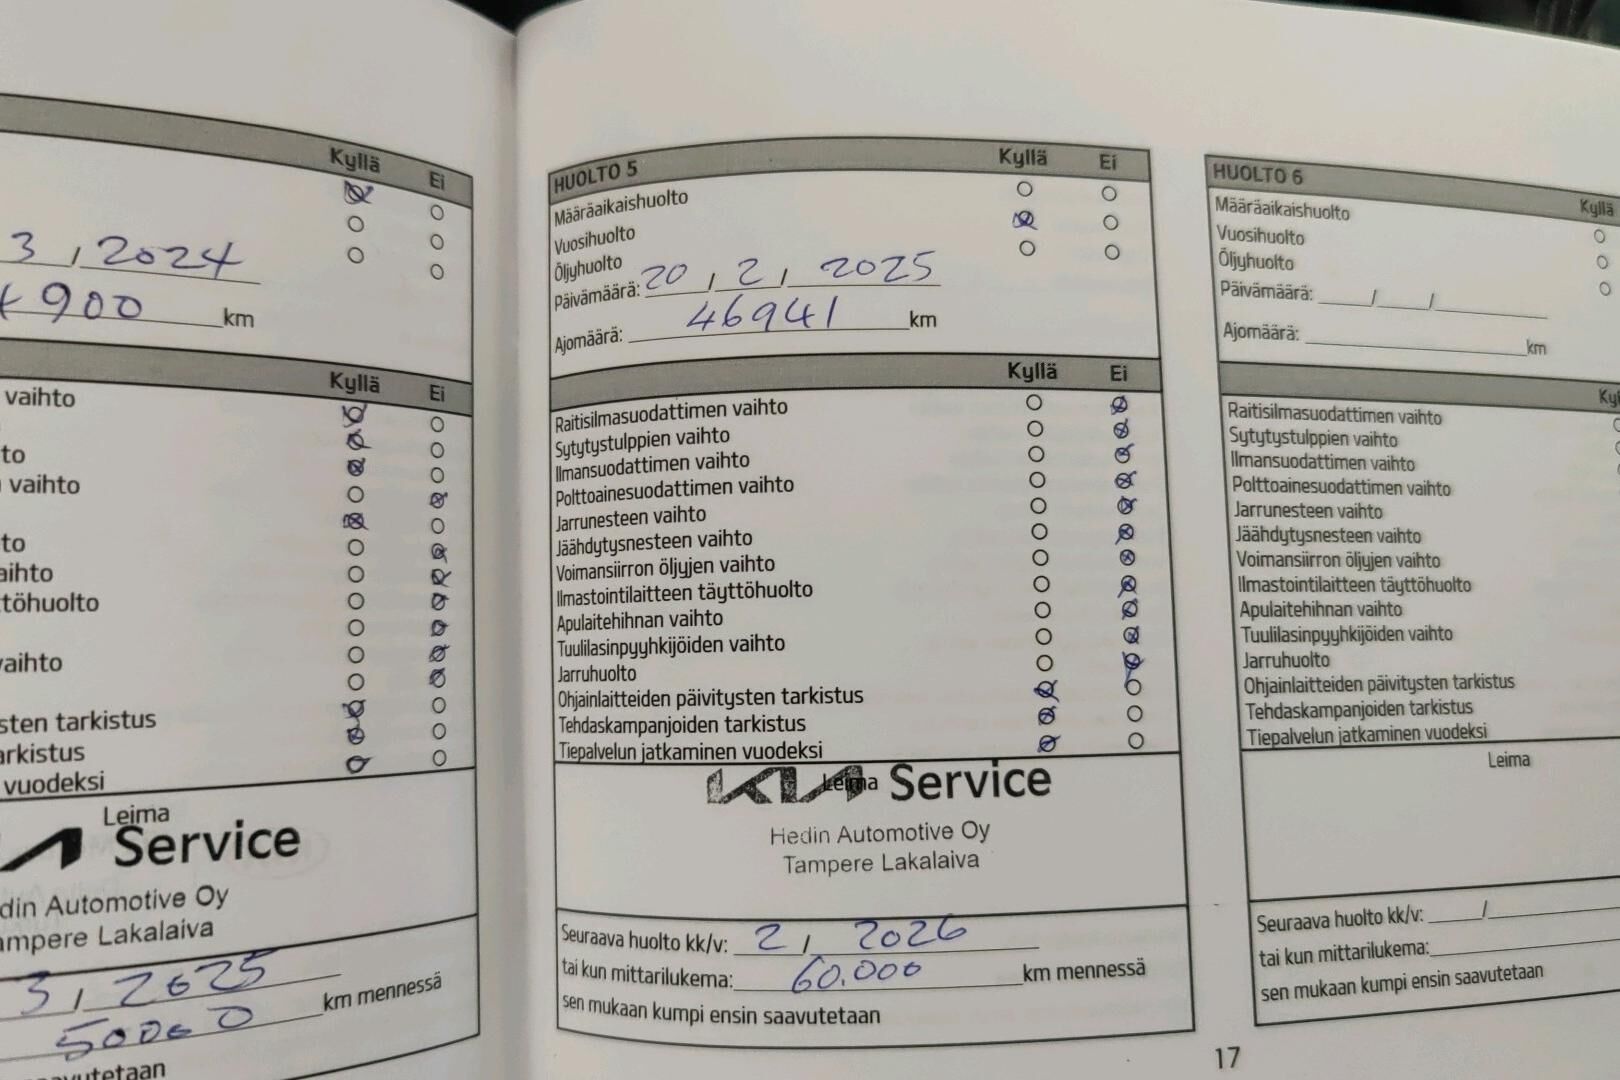 Kyllä Ei
3 / 2024
900 km
Kyllä Ei
vaihto
to
vaihto
to
aihto
töhuolto
vaihto
sten tarkistus
arkistus
vuodeksi
Leima
Service
din Automotive Oy
ampere Lakalaiva
3 / 2025
50000 km mennessä
avutetaan
HUOLTO 5 Kyllä Ei
Määräaikaishuolto
Vuosihuolto
Öljyhuolto
Päivämäärä: 20 / 2 / 2025
Ajomäärä: 46941 km
Kyllä Ei
Raitisilmasuodattimen vaihto
Sytytystulppien vaihto
Ilmansuodattimen vaihto
Polttoainesuodattimen vaihto
Jarrunesteen vaihto
Jäähdytysnesteen vaihto
Voimansiirron öljyjen vaihto
Ilmastointilaitteen täyttöhuolto
Apulaitehihnan vaihto
Tuulilasinpyyhkijöiden vaihto
Jarruhuolto
Ohjainlaitteiden päivitysten tarkistus
Tehdaskampanjoiden tarkistus
Tiepalvelun jatkaminen vuodeksi
Leima
KIA Service
Hedin Automotive Oy
Tampere Lakalaiva
Seuraava huolto kk/v: 2 / 2026
tai kun mittarilukema: 60.000 km mennessä
sen mukaan kumpi ensin saavutetaan
HUOLTO 6 Kyllä
Määräaikaishuolto
Vuosihuolto
Öljyhuolto
Päivämäärä: / /
Ajomäärä: km
Ky
Raitisilmasuodattimen vaihto
Sytytystulppien vaihto
Ilmansuodattimen vaihto
Polttoainesuodattimen vaihto
Jarrunesteen vaihto
Jäähdytysnesteen vaihto
Voimansiirron öljyjen vaihto
Ilmastointilaitteen täyttöhuolto
Apulaitehihnan vaihto
Tuulilasinpyyhkijöiden vaihto
Jarruhuolto
Ohjainlaitteiden päivitysten tarkistus
Tehdaskampanjoiden tarkistus
Tiepalvelun jatkaminen vuodeksi
Leima
Seuraava huolto kk/v: /
tai kun mittarilukema:
sen mukaan kumpi ensin saavutetaan
17